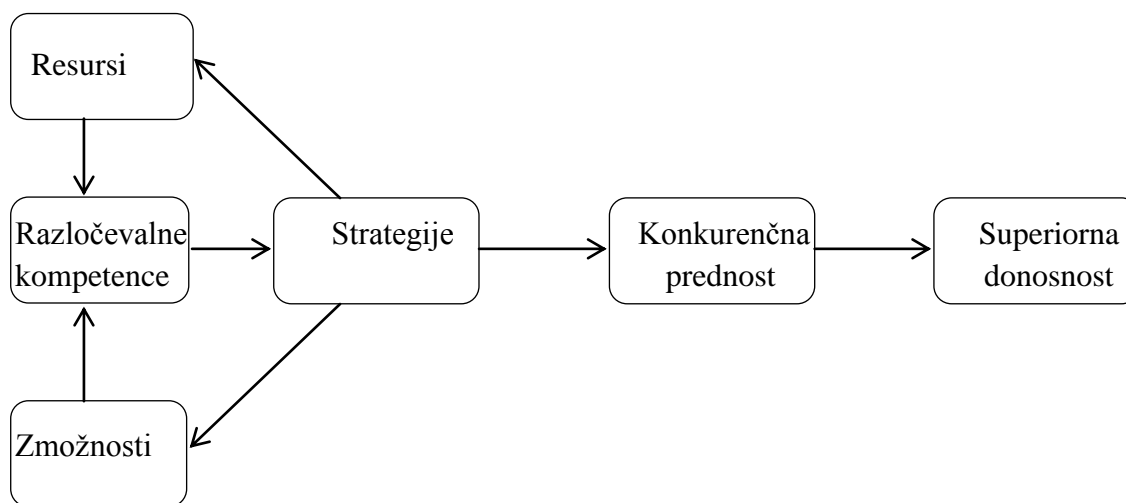 Resursi
Razločevalne
kompetence
Strategije
Konkurenčna
prednost
Superiorna
donosnost
Zmožnosti